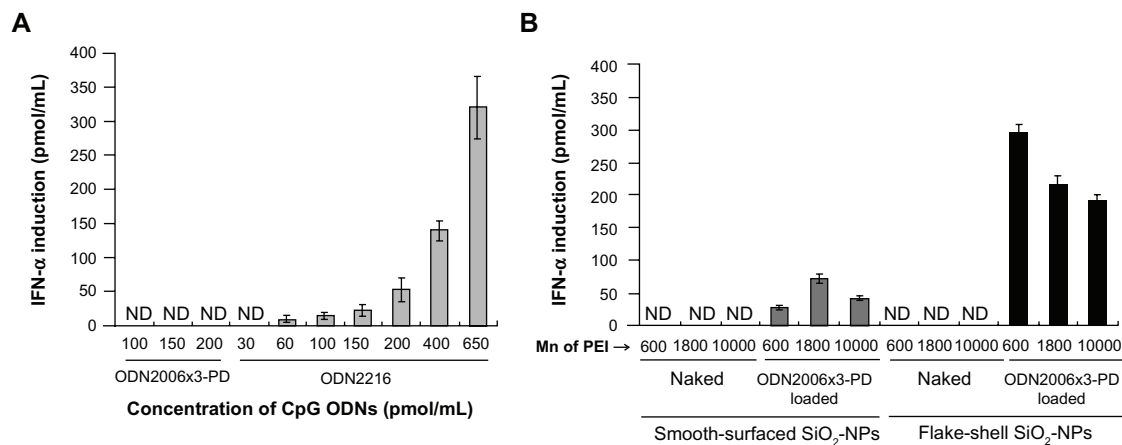 A
IFN-α induction (pmol/mL)
400
350
300
250
200
150
100
50
0
ND ND ND ND
100 150 200 30 60 100 150 200 400 650
ODN2006x3-PD ODN2216
Concentration of CpG ODNs (pmol/mL)
B
IFN-α induction (pmol/mL)
400
350
300
250
200
150
100
50
0
ND ND ND ND ND ND
Mn of PEI → 600 1800 10000 600 1800 10000 600 1800 10000 600 1800 10000
Naked ODN2006x3-PD loaded Naked ODN2006x3-PD loaded
Smooth-surfaced SiO₂-NPs Flake-shell SiO₂-NPs